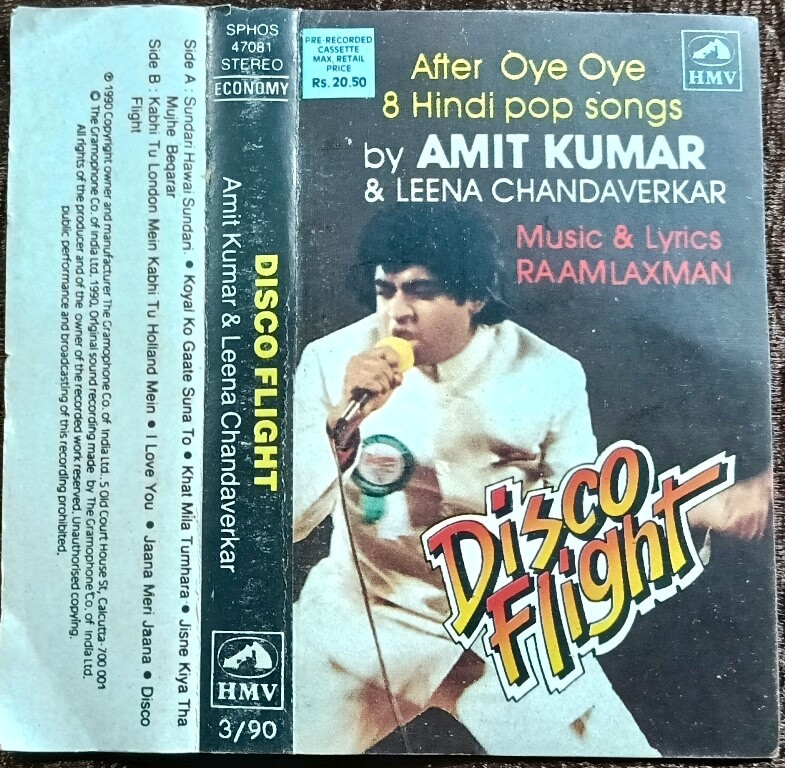 Side A : Sundari Hawai Sundari. • Koyal Ko Gaate Suna To • Khat Mila Tumhara • Jisne Kiya Tha
Mujhe Beqarar
Side B : Kabhi Tu London Mein Kabhi Tu Holland Mein • I Love You • Jaana Meri Jaana • Disco
Flight
℗ 1990 Copyright owner and manufacturer The Gramophone Co. of India Ltd., 5 Old Court House St, Calcutta-700 001
© The Gramophone Co. of India Ltd. 1990. Original sound recording made by The Gramophone Co. of India Ltd.
All rights of the producer and of the owner of the recorded work reserved. Unauthorised copying,
public performance and broadcasting of this recording prohibited.
SPHOS
47081
STEREO
ECONOMY
DISCO FLIGHT
Amit Kumar & Leena Chandaverkar
HMV
3/90
PRE-RECORDED
CASSETTE
MAX. RETAIL
PRICE
Rs. 20.50
HMV
After Oye Oye
8 Hindi pop songs
by AMIT KUMAR
& LEENA CHANDAVERKAR
Music & Lyrics
RAAMLAXMAN
Disco
Flight